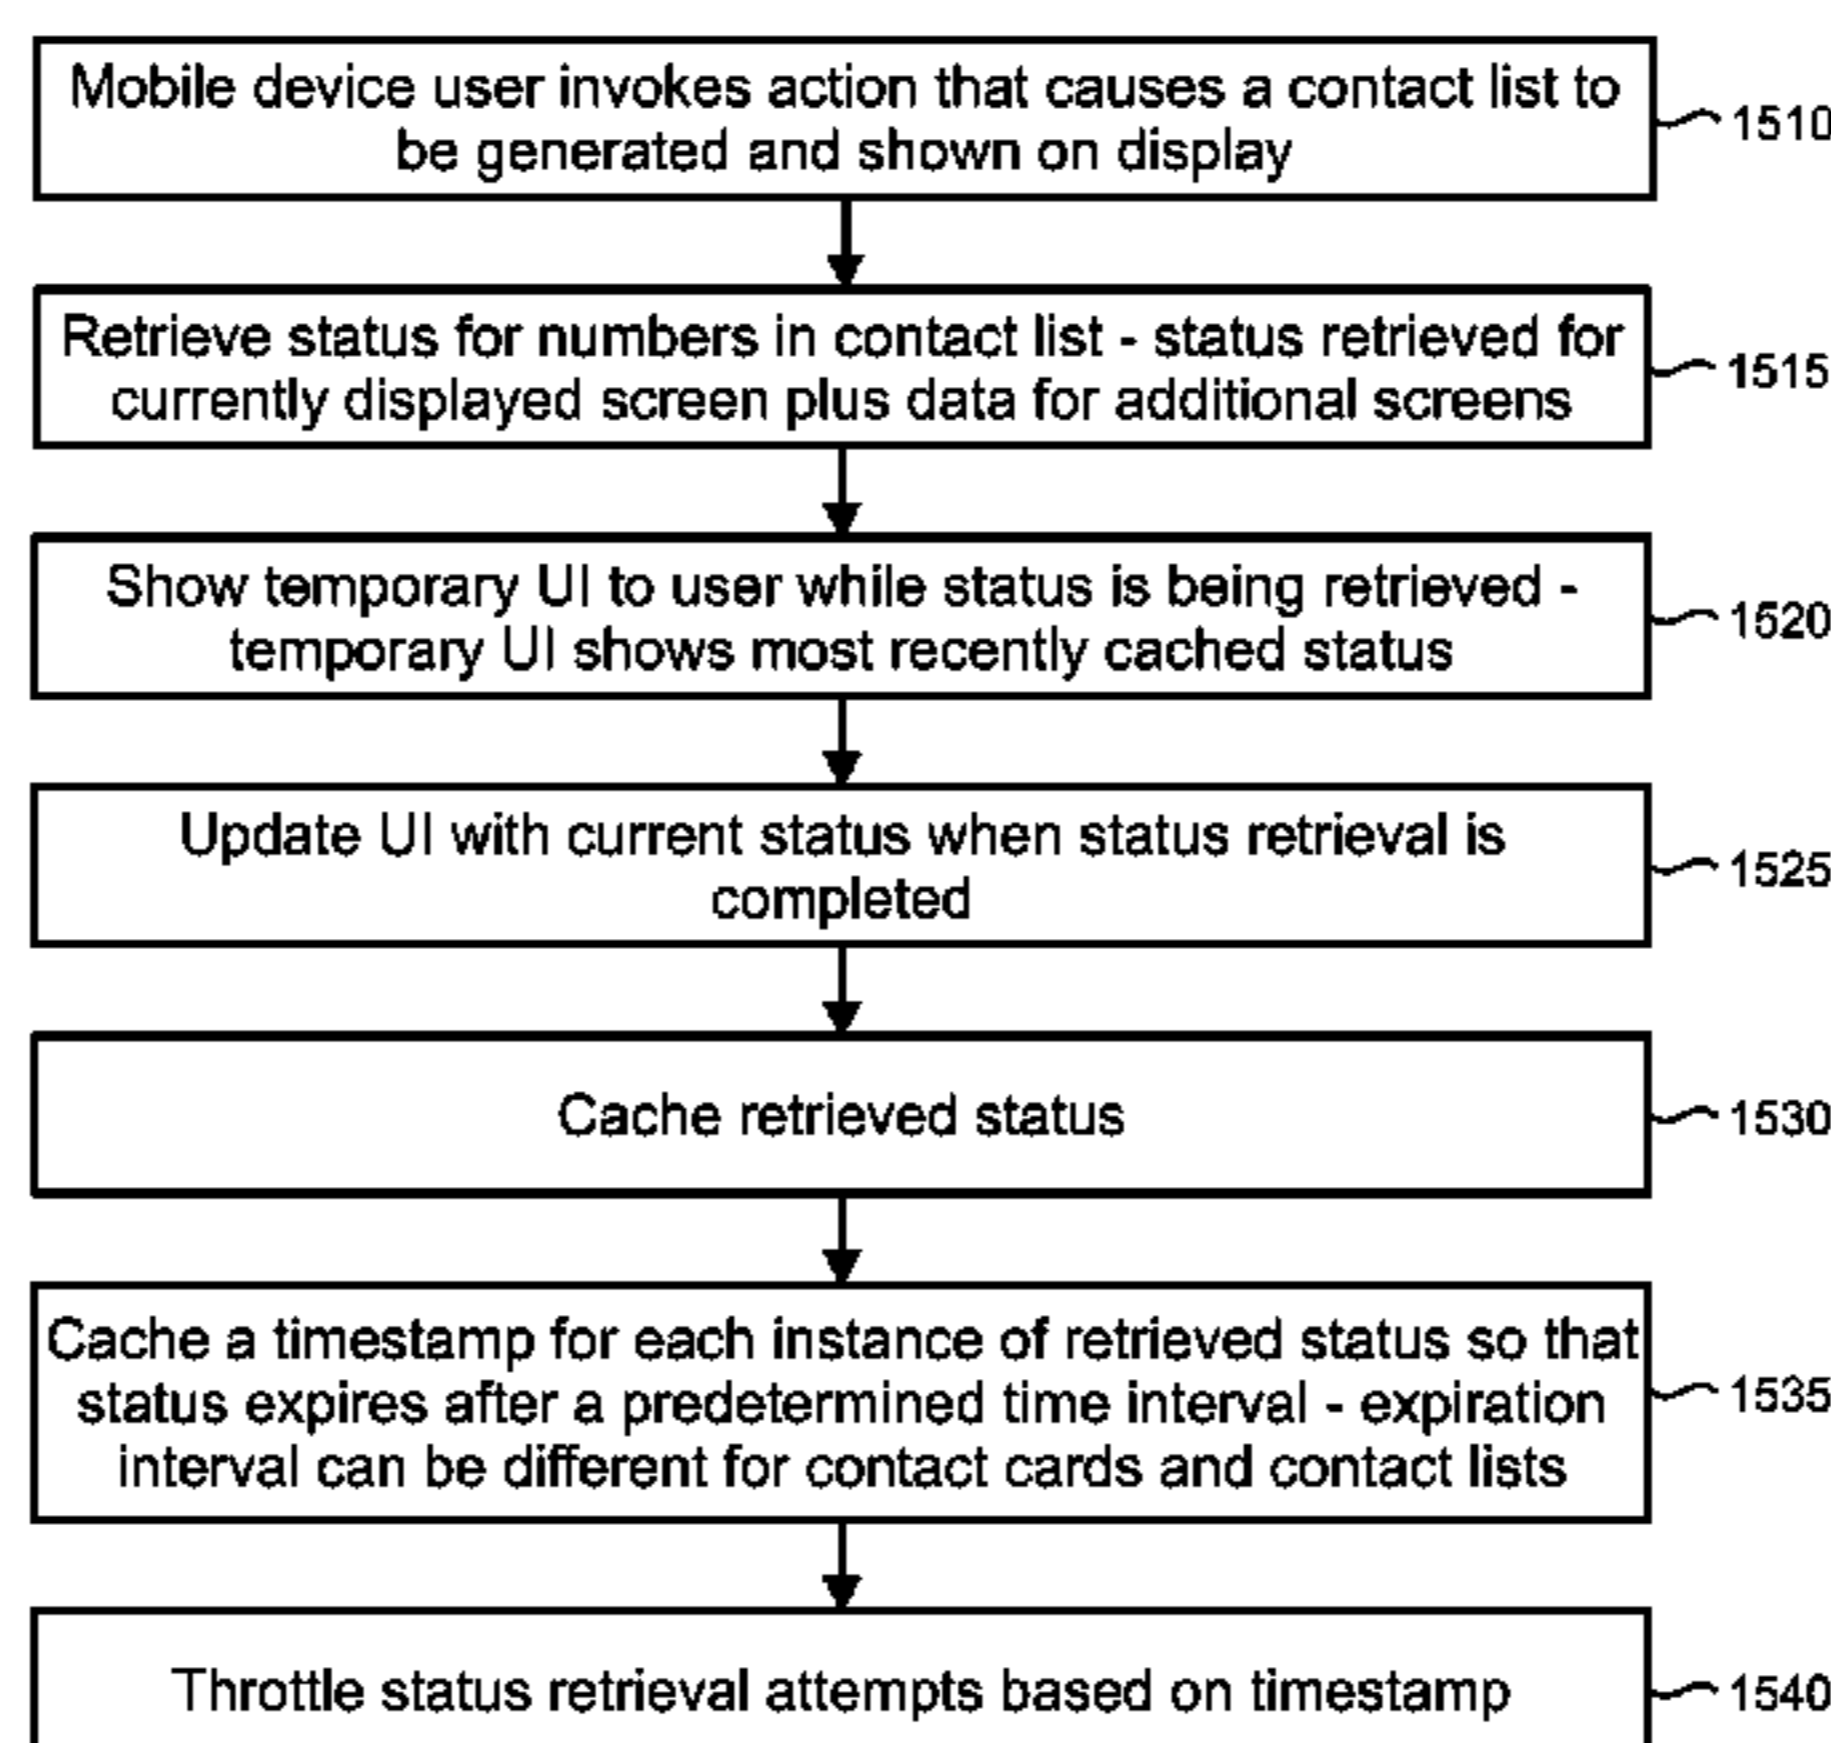 Mobile device user invokes action that causes a contact list to
be generated and shown on display
1510
Retrieve status for numbers in contact list - status retrieved for
currently displayed screen plus data for additional screens
1515
Show temporary UI to user while status is being retrieved -
temporary UI shows most recently cached status
1520
Update UI with current status when status retrieval is
completed
1525
Cache retrieved status
1530
Cache a timestamp for each instance of retrieved status so that
status expires after a predetermined time interval - expiration
interval can be different for contact cards and contact lists
1535
Throttle status retrieval attempts based on timestamp
1540